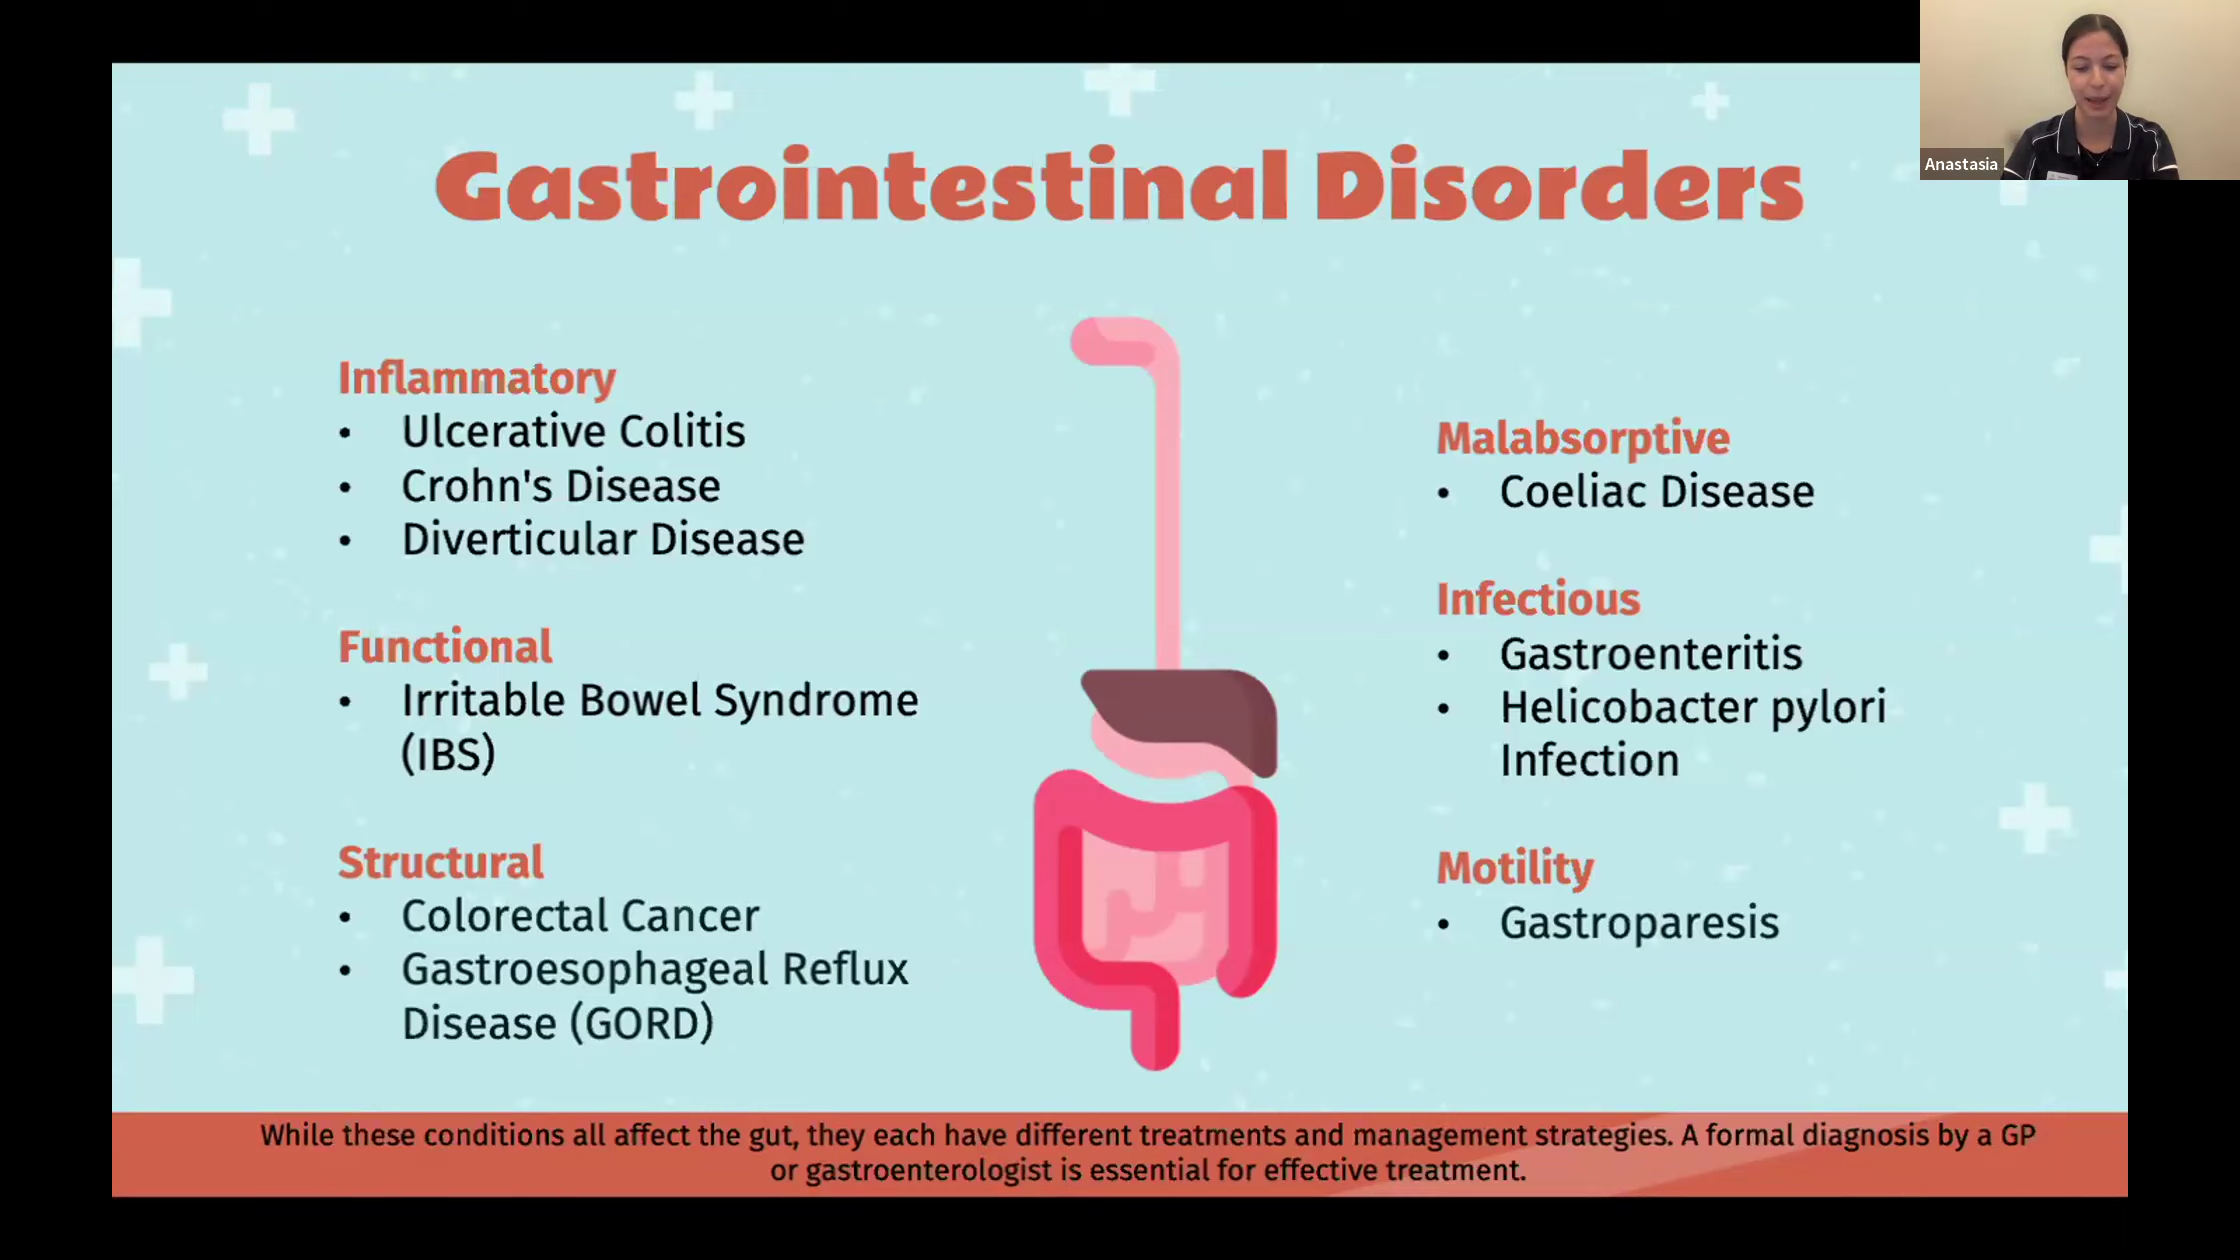 Gastrointestinal Disorders
Anastasia
Inflammatory
• Ulcerative Colitis
• Crohn's Disease
• Diverticular Disease
Functional
• Irritable Bowel Syndrome
(IBS)
Structural
• Colorectal Cancer
• Gastroesophageal Reflux
Disease (GORD)
Malabsorptive
• Coeliac Disease
Infectious
• Gastroenteritis
• Helicobacter pylori
Infection
Motility
• Gastroparesis
While these conditions all affect the gut, they each have different treatments and management strategies. A formal diagnosis by a GP
or gastroenterologist is essential for effective treatment.